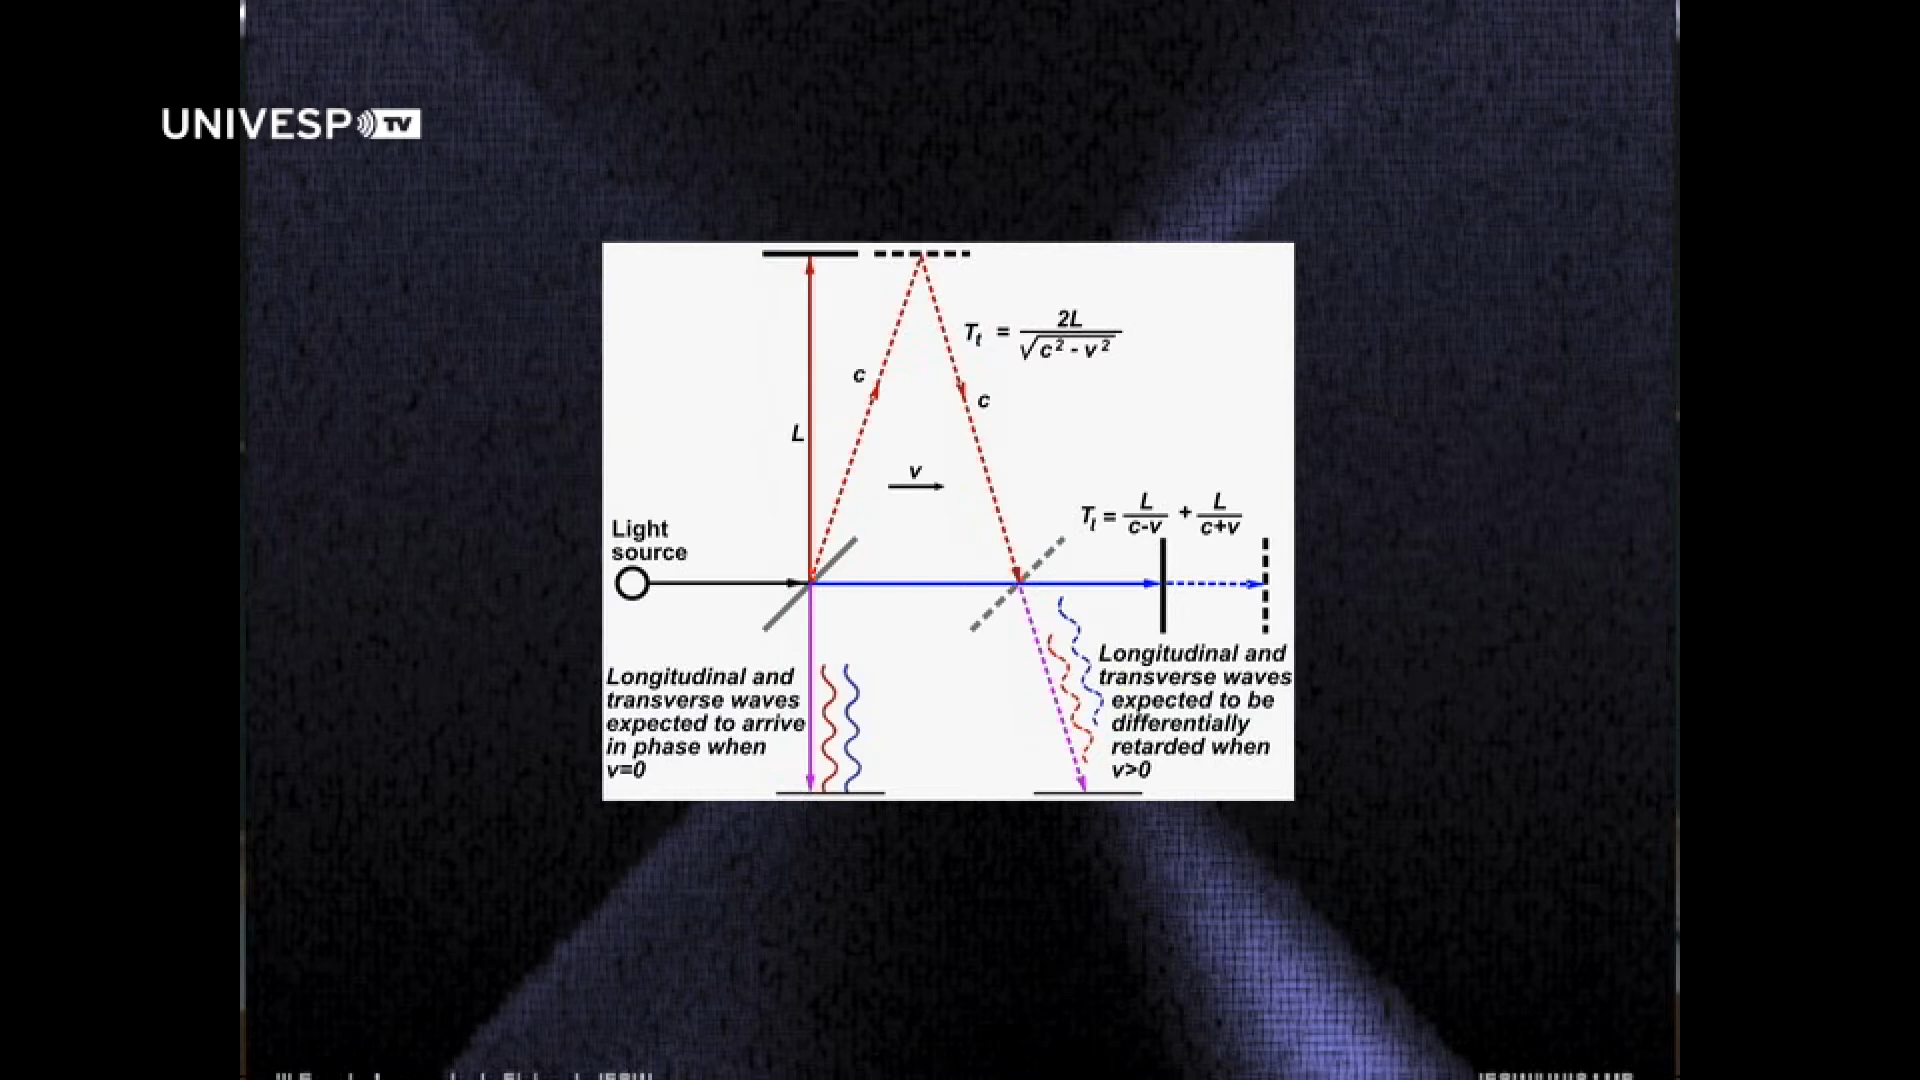 UNIVESP TV
T_t = 2L / √c² - v²
c
c
L
v
T_l = L / c-v + L / c+v
Light
source
Longitudinal and
transverse waves
expected to arrive
in phase when
v=0
Longitudinal and
transverse waves
expected to be
differentially
retarded when
v>0